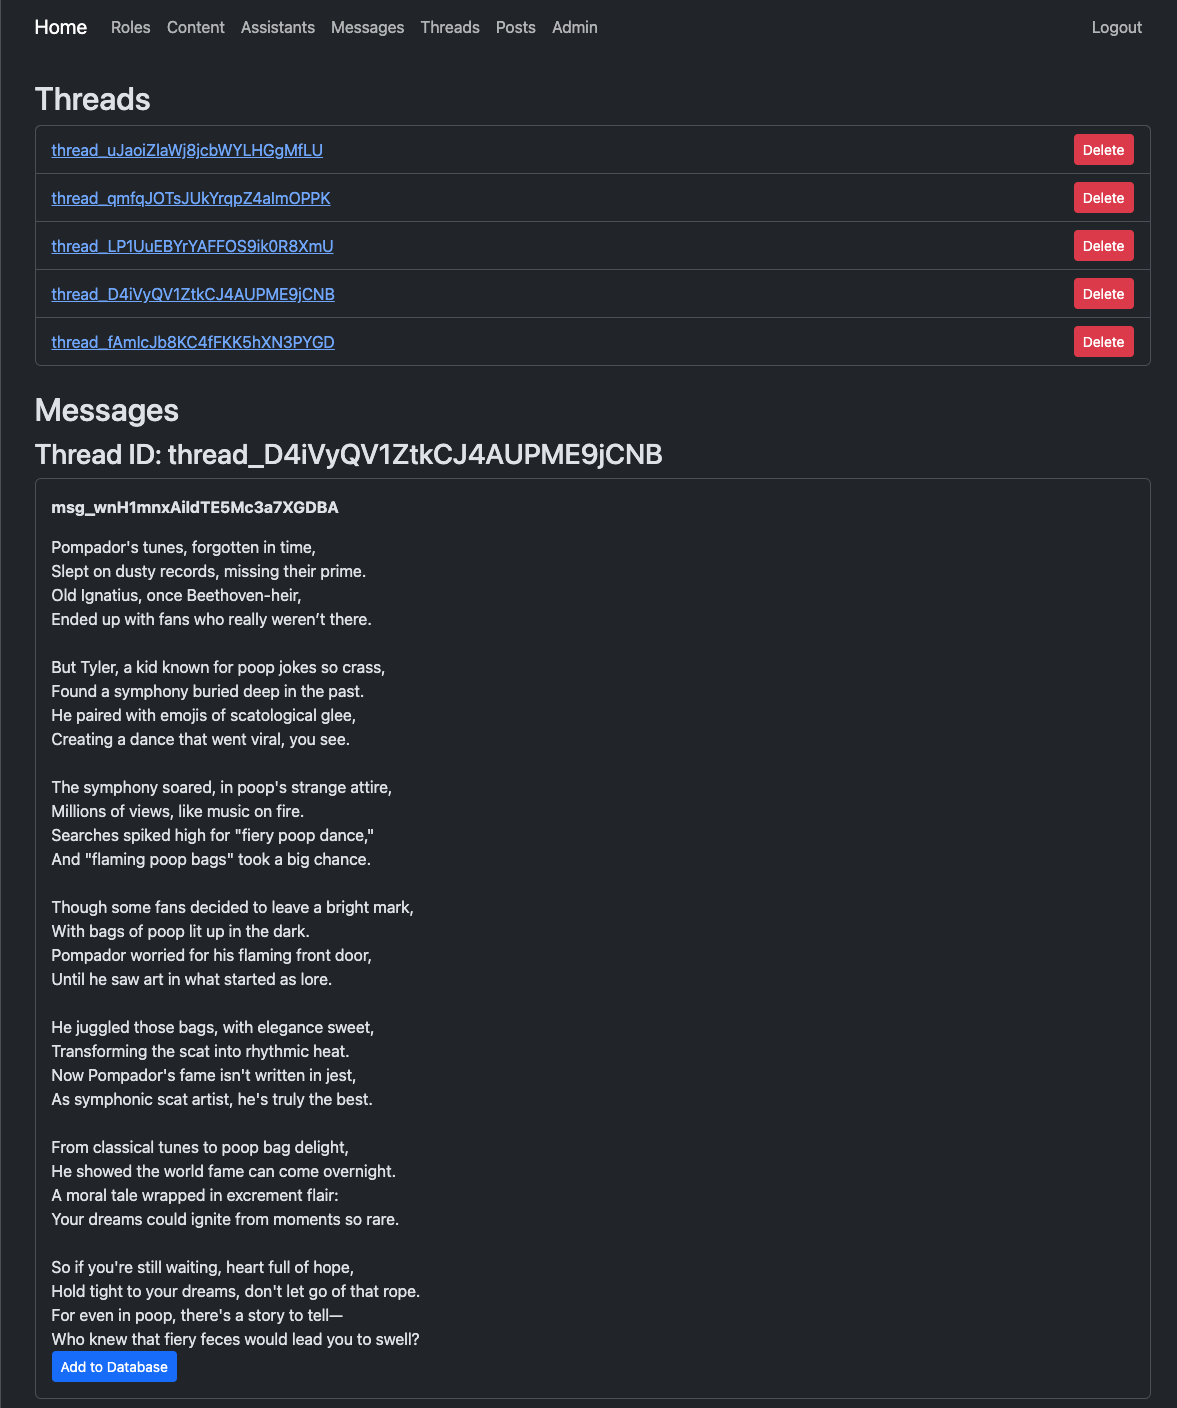 Home Roles Content Assistants Messages Threads Posts Admin Logout
Threads
thread_uJaoiZlaWj8jcbWYLHGgMfLU Delete
thread_qmfqJOTsJUkYrqpZ4aImOPPK Delete
thread_LP1UuEBYrYAFFOS9ik0R8XmU Delete
thread_D4iVyQV1ZtkCJ4AUPME9jCNB Delete
thread_fAmIcJb8KC4fFKK5hXN3PYGD Delete
Messages
Thread ID: thread_D4iVyQV1ZtkCJ4AUPME9jCNB
msg_wnH1mnxAildTE5Mc3a7XGDBA
Pompador's tunes, forgotten in time,
Slept on dusty records, missing their prime.
Old Ignatius, once Beethoven-heir,
Ended up with fans who really weren’t there.
But Tyler, a kid known for poop jokes so crass,
Found a symphony buried deep in the past.
He paired with emojis of scatological glee,
Creating a dance that went viral, you see.
The symphony soared, in poop's strange attire,
Millions of views, like music on fire.
Searches spiked high for "fiery poop dance,"
And "flaming poop bags" took a big chance.
Though some fans decided to leave a bright mark,
With bags of poop lit up in the dark.
Pompador worried for his flaming front door,
Until he saw art in what started as lore.
He juggled those bags, with elegance sweet,
Transforming the scat into rhythmic heat.
Now Pompador's fame isn't written in jest,
As symphonic scat artist, he's truly the best.
From classical tunes to poop bag delight,
He showed the world fame can come overnight.
A moral tale wrapped in excrement flair:
Your dreams could ignite from moments so rare.
So if you're still waiting, heart full of hope,
Hold tight to your dreams, don't let go of that rope.
For even in poop, there's a story to tell—
Who knew that fiery feces would lead you to swell?
Add to Database